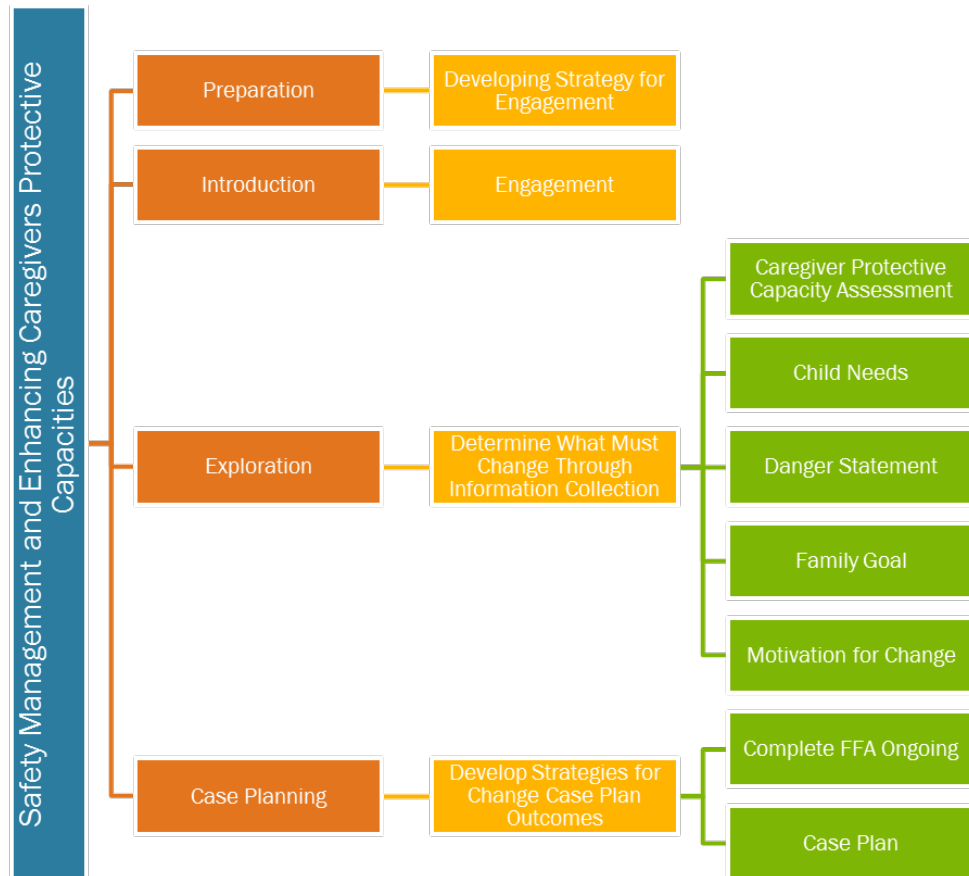 Safety Management and Enhancing Caregivers Protective
Capacities
Preparation
Developing Strategy for
Engagement
Introduction
Engagement
Exploration
Determine What Must
Change Through
Information Collection
Caregiver Protective
Capacity Assessment
Child Needs
Danger Statement
Family Goal
Motivation for Change
Case Planning
Develop Strategies for
Change Case Plan
Outcomes
Complete FFA Ongoing
Case Plan